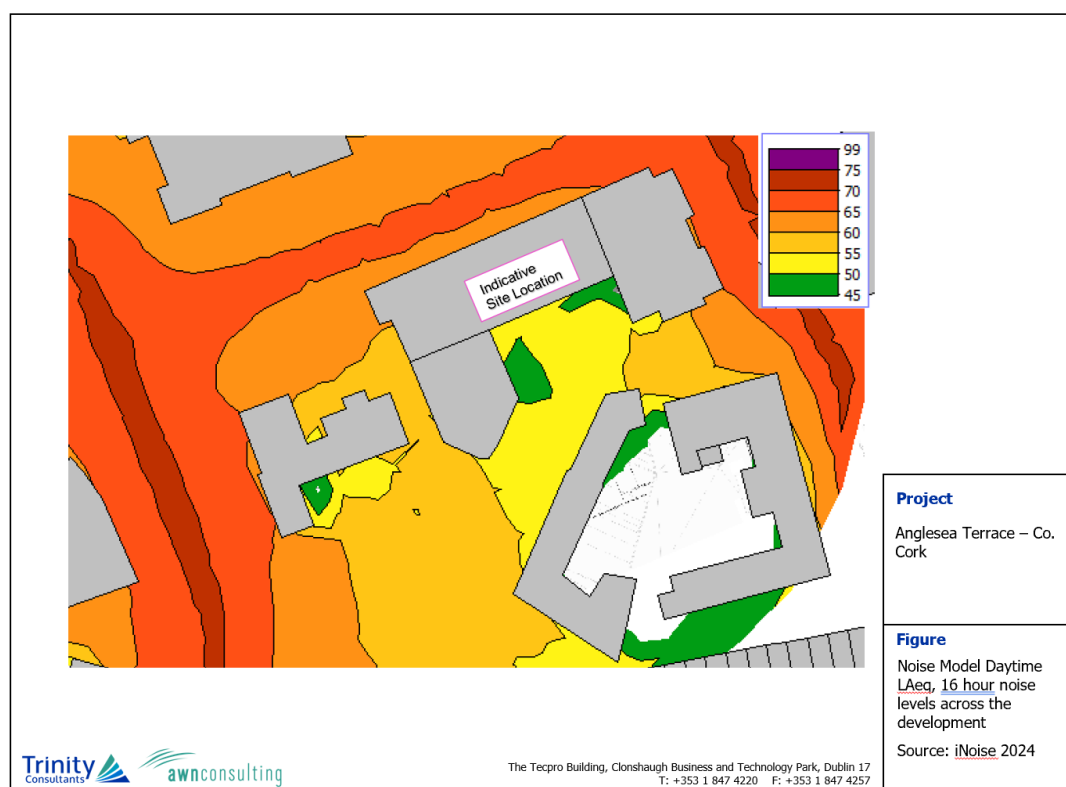 99
75
70
65
60
55
50
45
Indicative
Site Location
Project
Anglesea Terrace – Co.
Cork
Figure
Noise Model Daytime
LAeq, 16 hour noise
levels across the
development
Source: iNoise 2024
Trinity
Consultants
awnconsulting
The Tecpro Building, Clonshaugh Business and Technology Park, Dublin 17
T: +353 1 847 4220 F: +353 1 847 4257